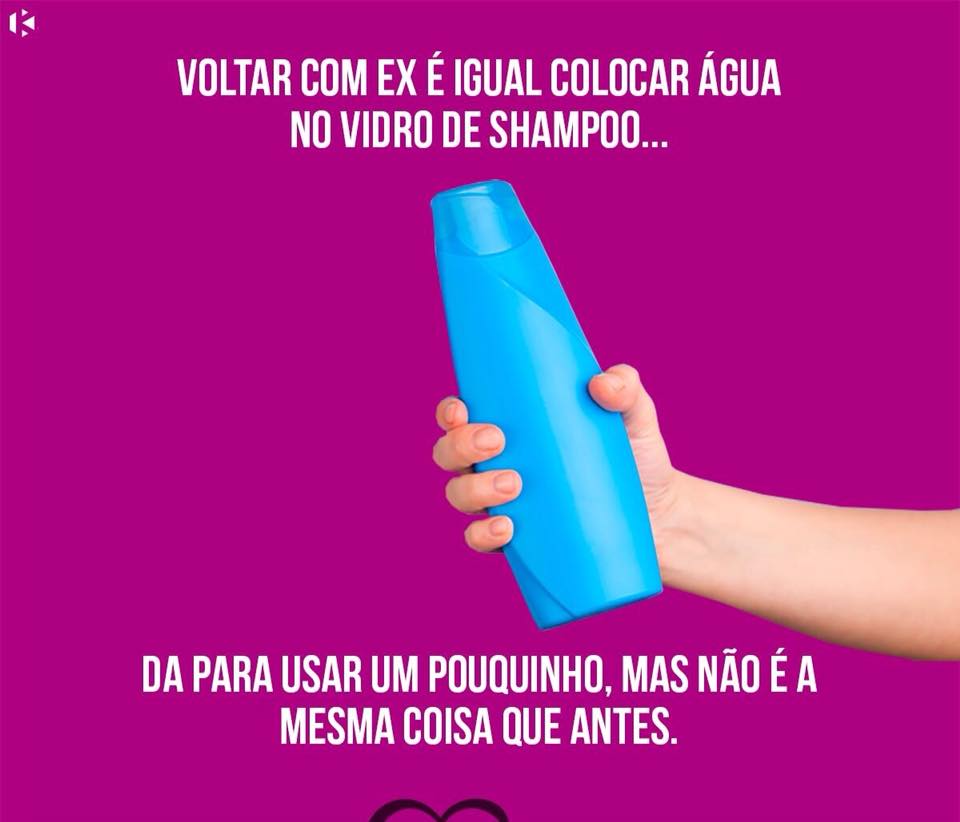 VOLTAR COM EX É IGUAL COLOCAR ÁGUA
NO VIDRO DE SHAMPOO...
DA PARA USAR UM POUQUINHO, MAS NÃO É A
MESMA COISA QUE ANTES.